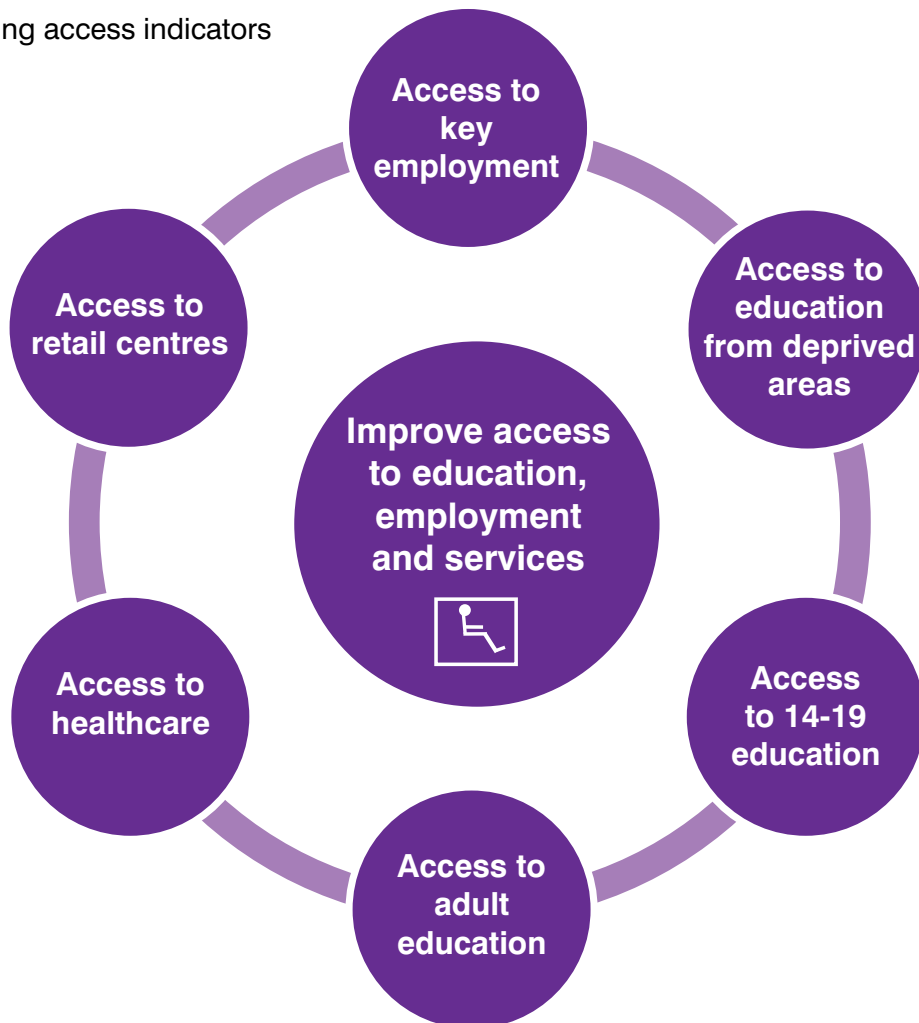 ng access indicators
Access to
key
employment
Access to
education
from deprived
areas
Access
to 14-19
education
Access to
adult
education
Access to
healthcare
Access to
retail centres
Improve access
to education,
employment
and services